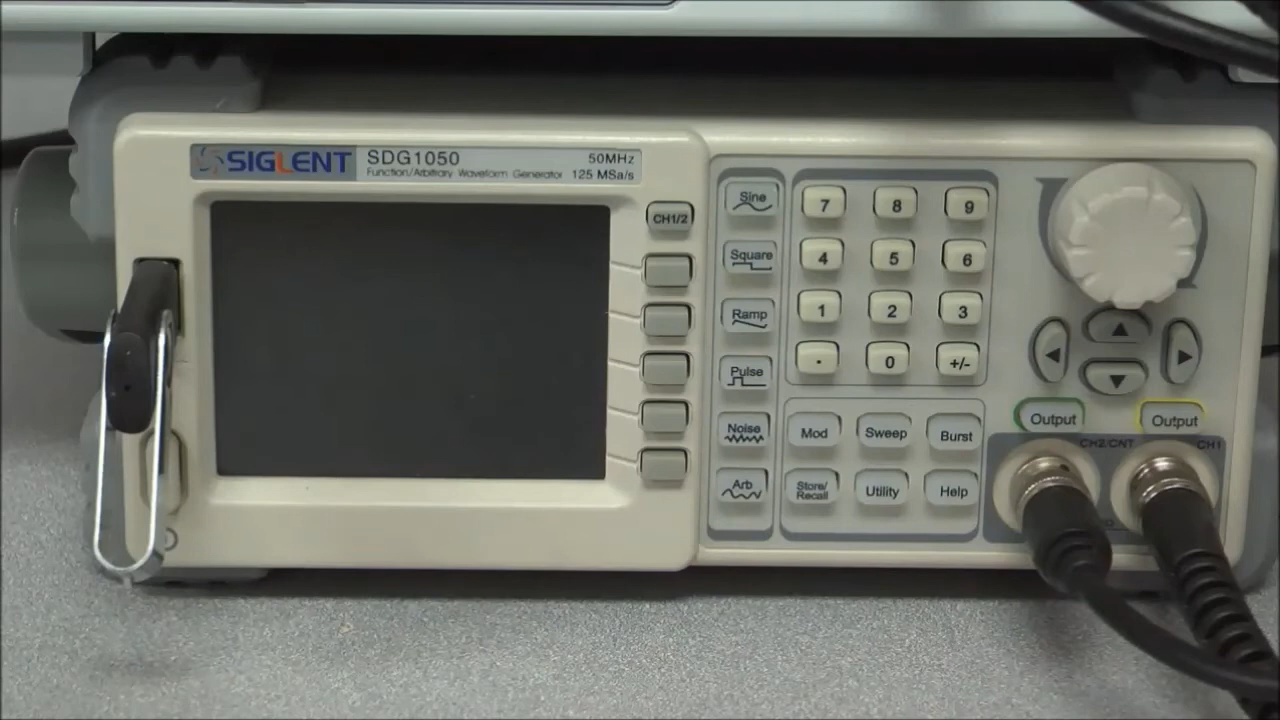 SIGLENT SDG1050 50MHz
Function/Arbitrary Waveform Generator 125 MSa/s
CH1/2
Sine
Square
Ramp
Pulse
Noise
Arb
7 8 9
4 5 6
1 2 3
. 0 +/-
Mod Sweep Burst
Store/
Recall Utility Help
Output Output
CH2/CNT CH1